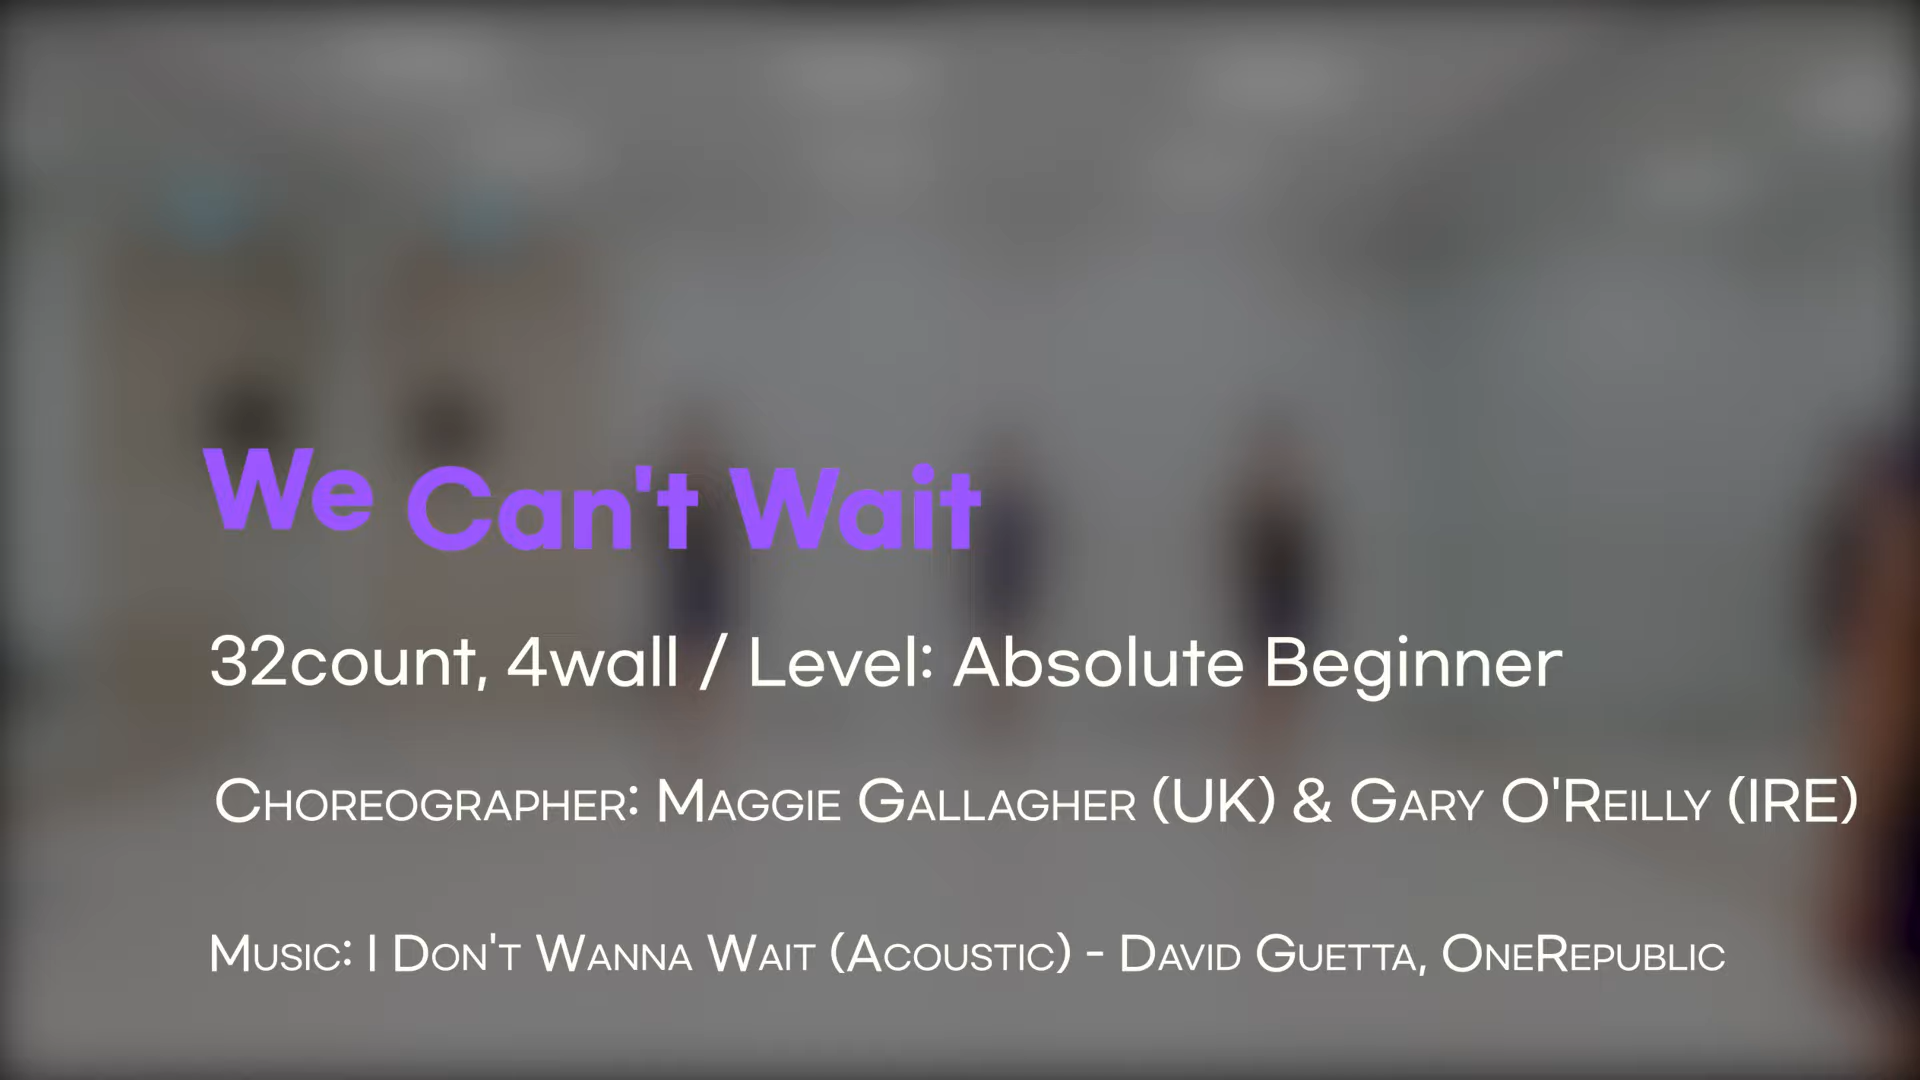 We Can't Wait
32count, 4wall / Level: Absolute Beginner
Choreographer: Maggie Gallagher (UK) & Gary O'Reilly (IRE)
Music: I Don't Wanna Wait (Acoustic) - David Guetta, OneRepublic